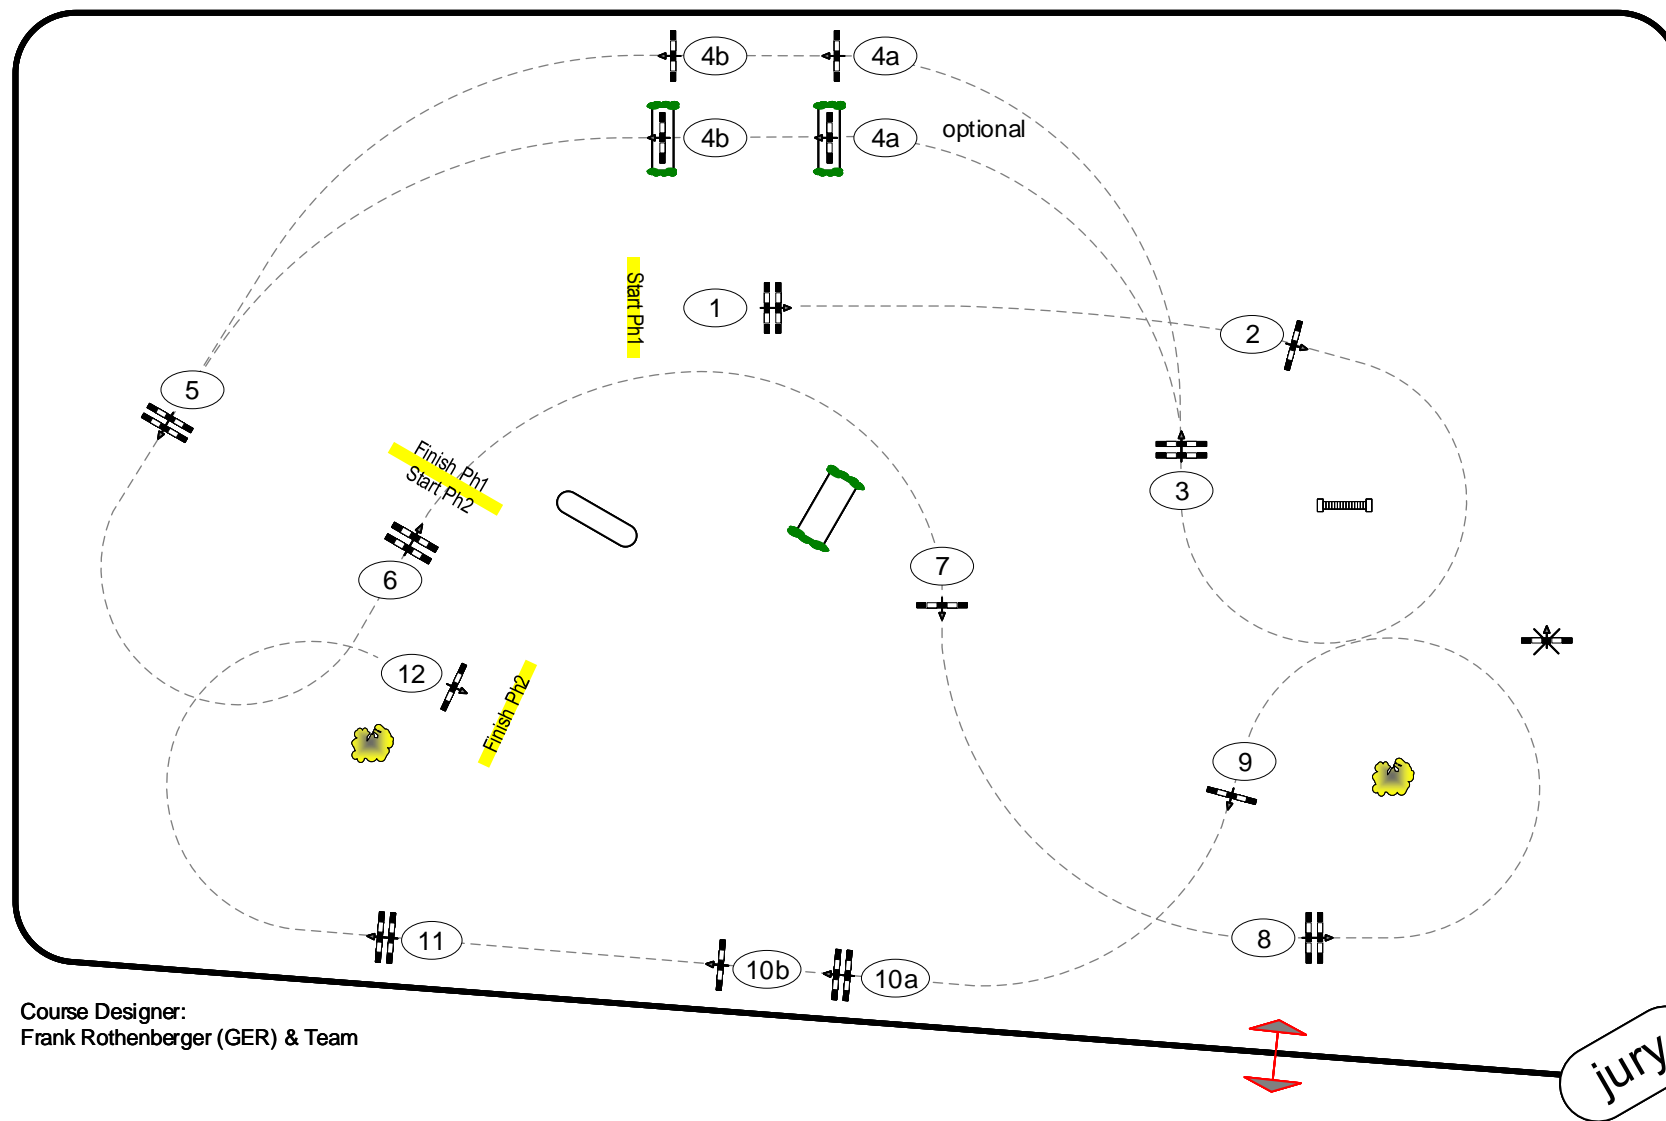 4b
4a
4b
4a
optional
Start Ph1
1
2
5
Finish Ph1
Start Ph2
3
6
7
12
Finish Ph2
9
11
10b
10a
8
Course Designer:
Frank Rothenberger (GER) & Team
jury